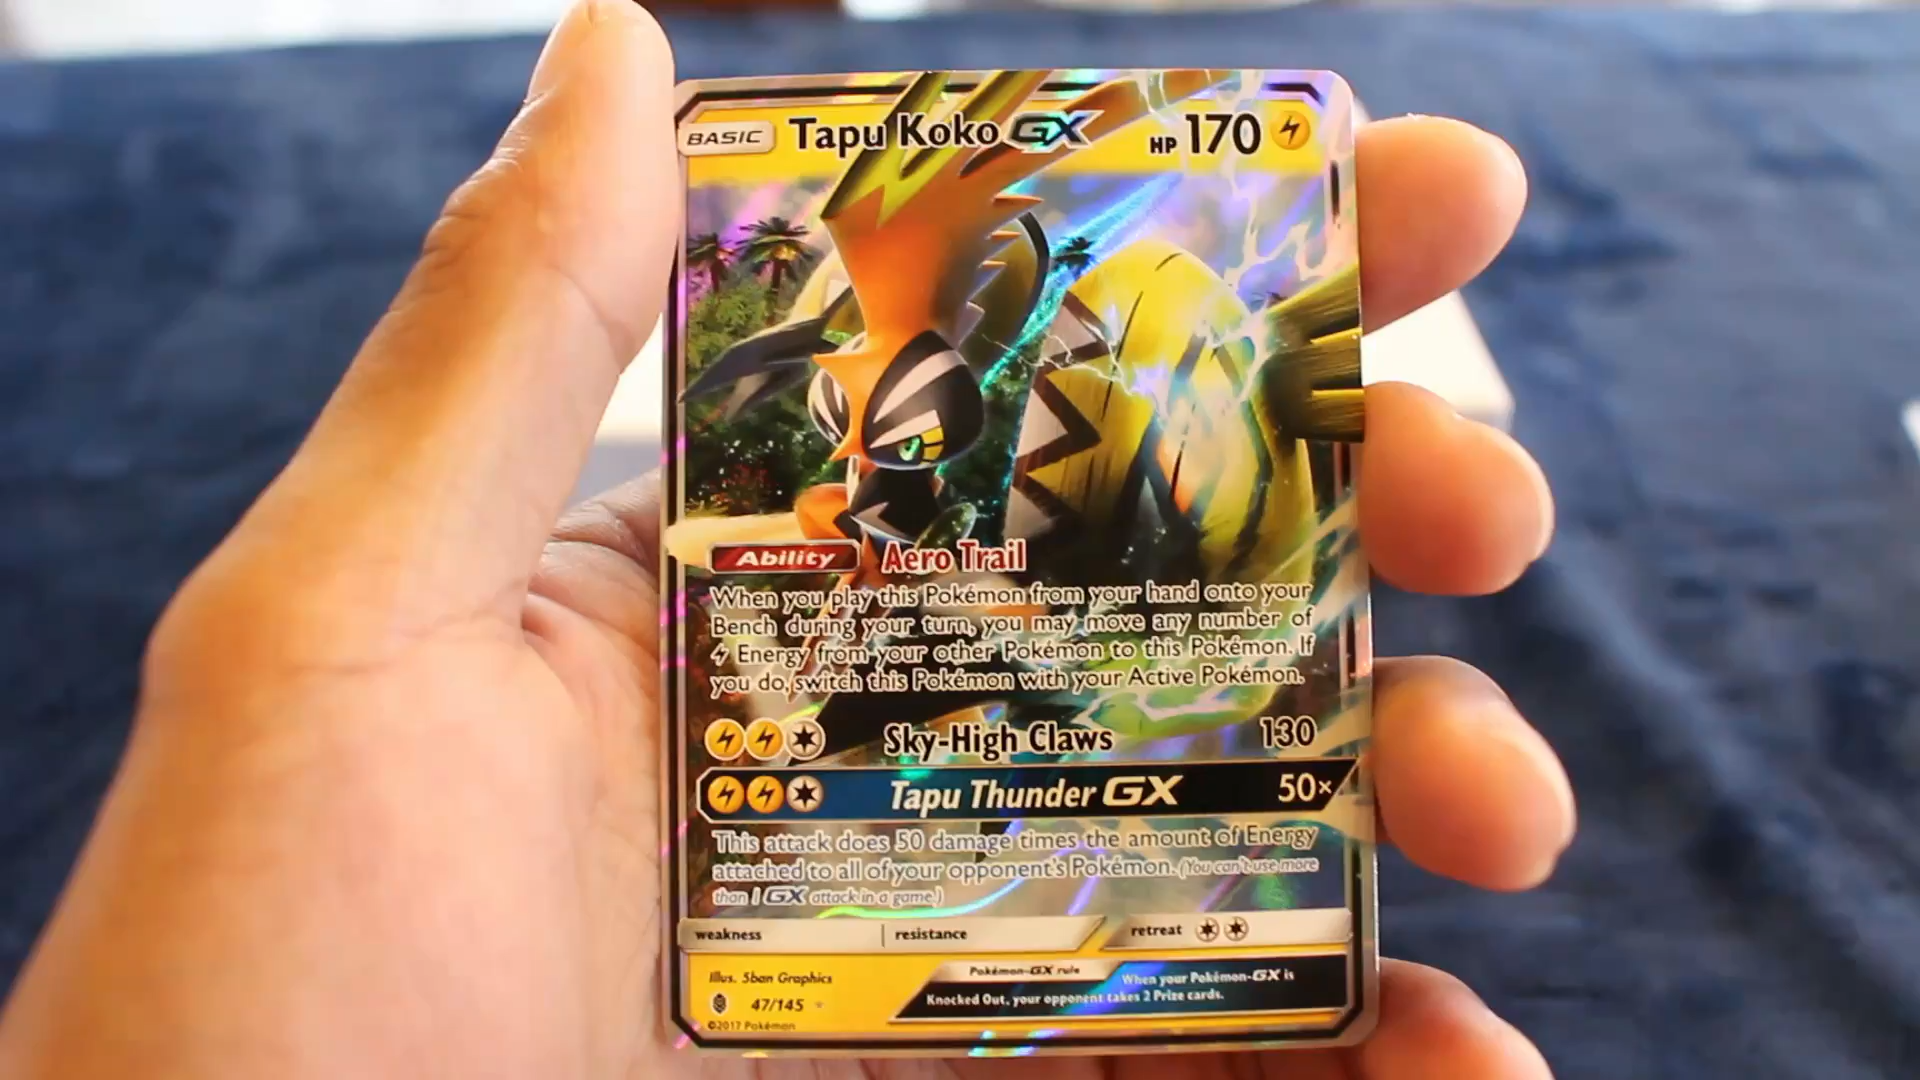 BASIC Tapu Koko GX HP 170
Ability Aero Trail
When you play this Pokémon from your hand onto your
Bench during your turn, you may move any number of
Energy from your other Pokémon to this Pokémon. If
you do, switch this Pokémon with your Active Pokémon.
Sky-High Claws 130
Tapu Thunder GX 50×
This attack does 50 damage times the amount of Energy
attached to all of your opponent's Pokémon. (You can't use more
than 1 GX attack in a game.)
weakness resistance retreat
Illus. 5ban Graphics
47/145
©2017 Pokémon
Pokémon-GX rule When your Pokémon-GX is
Knocked Out, your opponent takes 2 Prize cards.